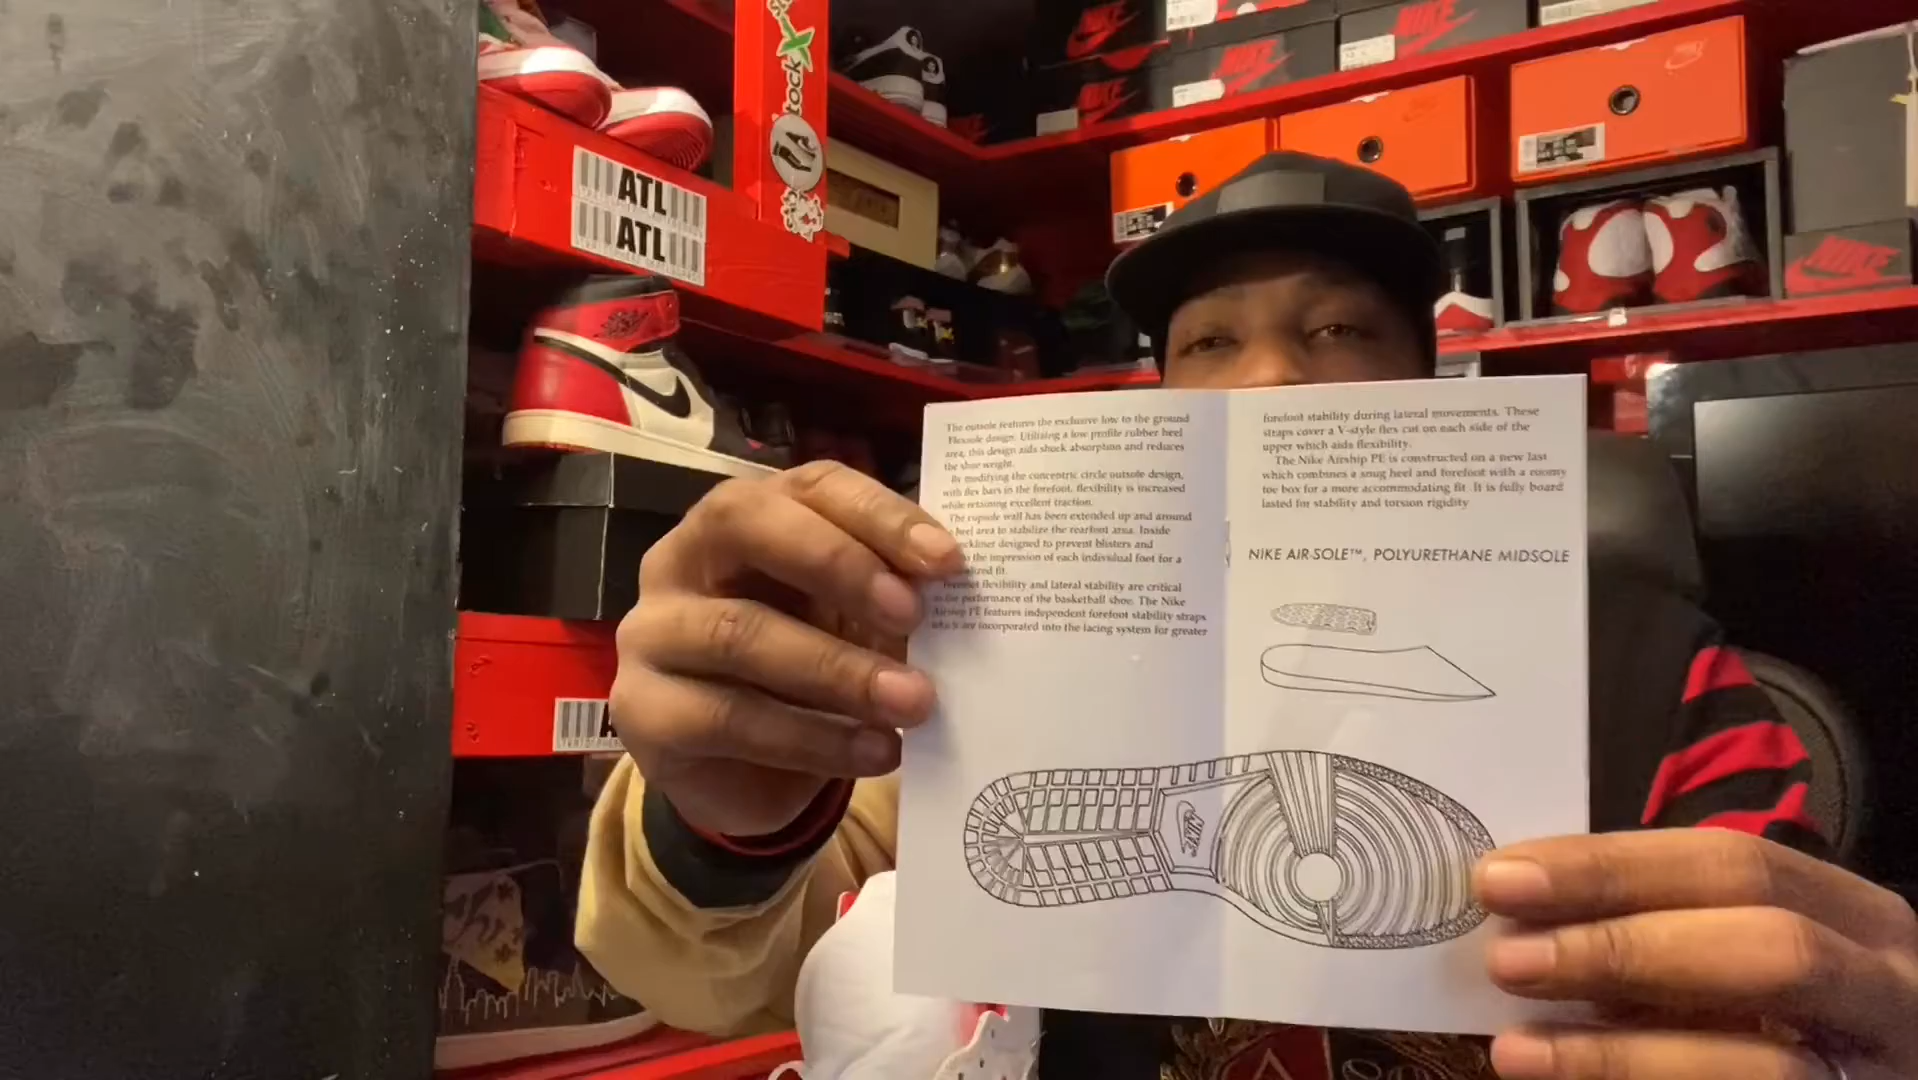 stockX
ATL
ATL
NIKE
NIKE
NIKE
NIKE
NIKE
The outsole features the exclusive low to the ground
Flexsole design. Utilizing a low profile rubber heel
area, this design aids shock absorption and reduces
the shoe weight.
By modifying the concentric circle outsole design,
with flex bars in the forefoot, flexibility is increased
while retaining excellent traction.
The cupsole wall has been extended up and around
heel area to stabilize the rearfoot area. Inside
designed to prevent blisters and
the impression of each individual foot for a
fit.
flexibility and lateral stability are critical
to the performance of the basketball shoe. The Nike
Airship PE features independent forefoot stability straps
which are incorporated into the lacing system for greater
forefoot stability during lateral movements. These
straps cover a V-style flex cut on each side of the
upper which aids flexibility.
The Nike Airship PE is constructed on a new last
which combines a snug heel and forefoot with a roomy
toe box for a more accommodating fit. It is fully board
lasted for stability and torsion rigidity
NIKE AIR-SOLE™, POLYURETHANE MIDSOLE
NIKE